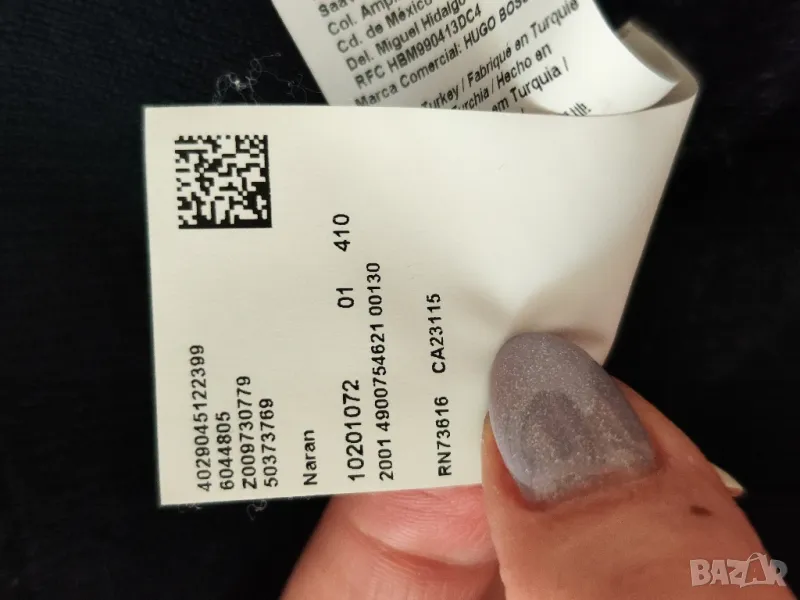 Col. Amp
Cd. de México
Del. Miguel Hidalgo
RFC HBM990413DC4
Marca Comercial: HUGO BOSS
Turkey / Fabriqué en Turquie
Turchia / Hecho en
em Turquia /
4029045122399
6044805
Z009730779
50373769
Naran
10201072 01 410
2001 4900754621 00130
RN73616 CA23115
BAZAR